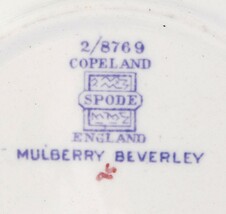 2/8769
COPELAND
SPODE
ENGLAND
MULBERRY BEVERLEY